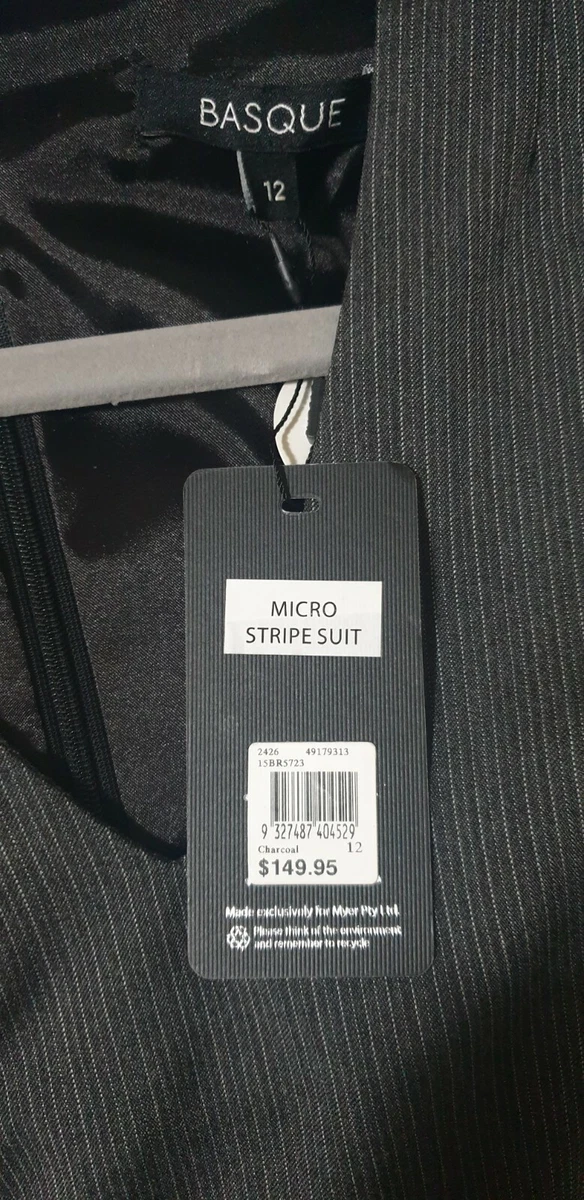 BASQUE
12
MICRO
STRIPE SUIT
2426 49179313
15BR5723
9 327487 404529
Charcoal 12
$149.95
Made exclusively for Myer Pty Ltd
Please think of the environment
and remember to recycle